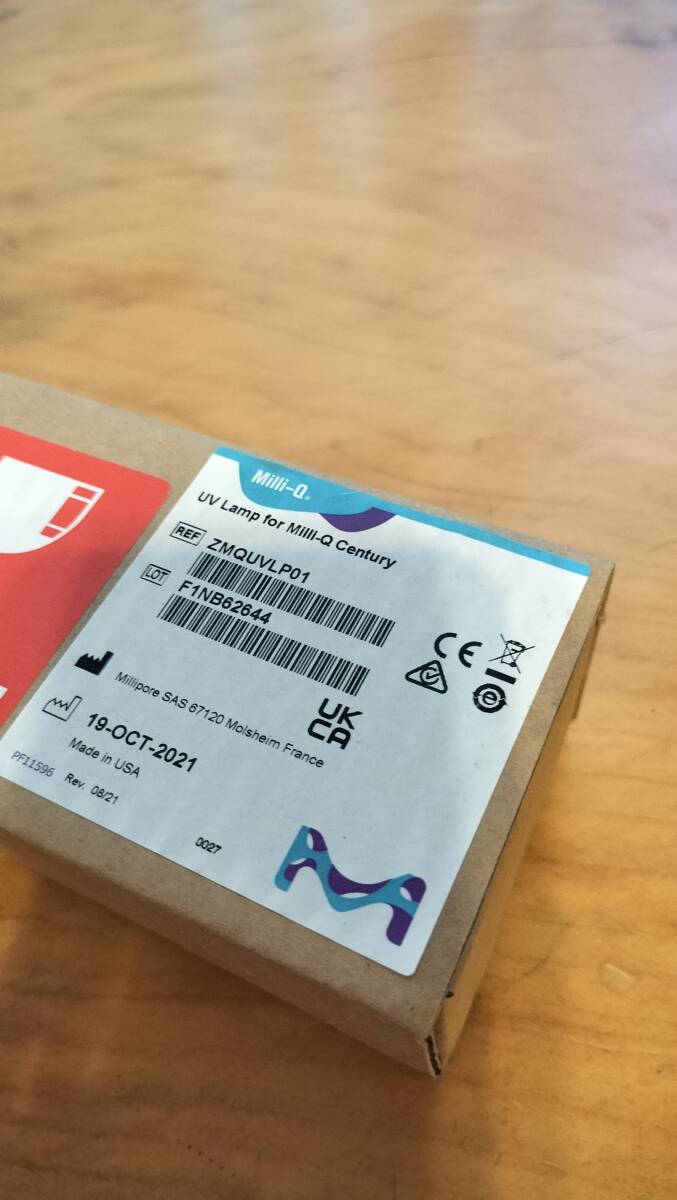 Milli-Q®
UV Lamp for Milli-Q Century
REF ZMQUVLP01
LOT F1NB62644
CE
UK
CA
Millipore SAS 67120 Molsheim France
19-OCT-2021
Made in USA
PF11596 Rev. 08/21
0027